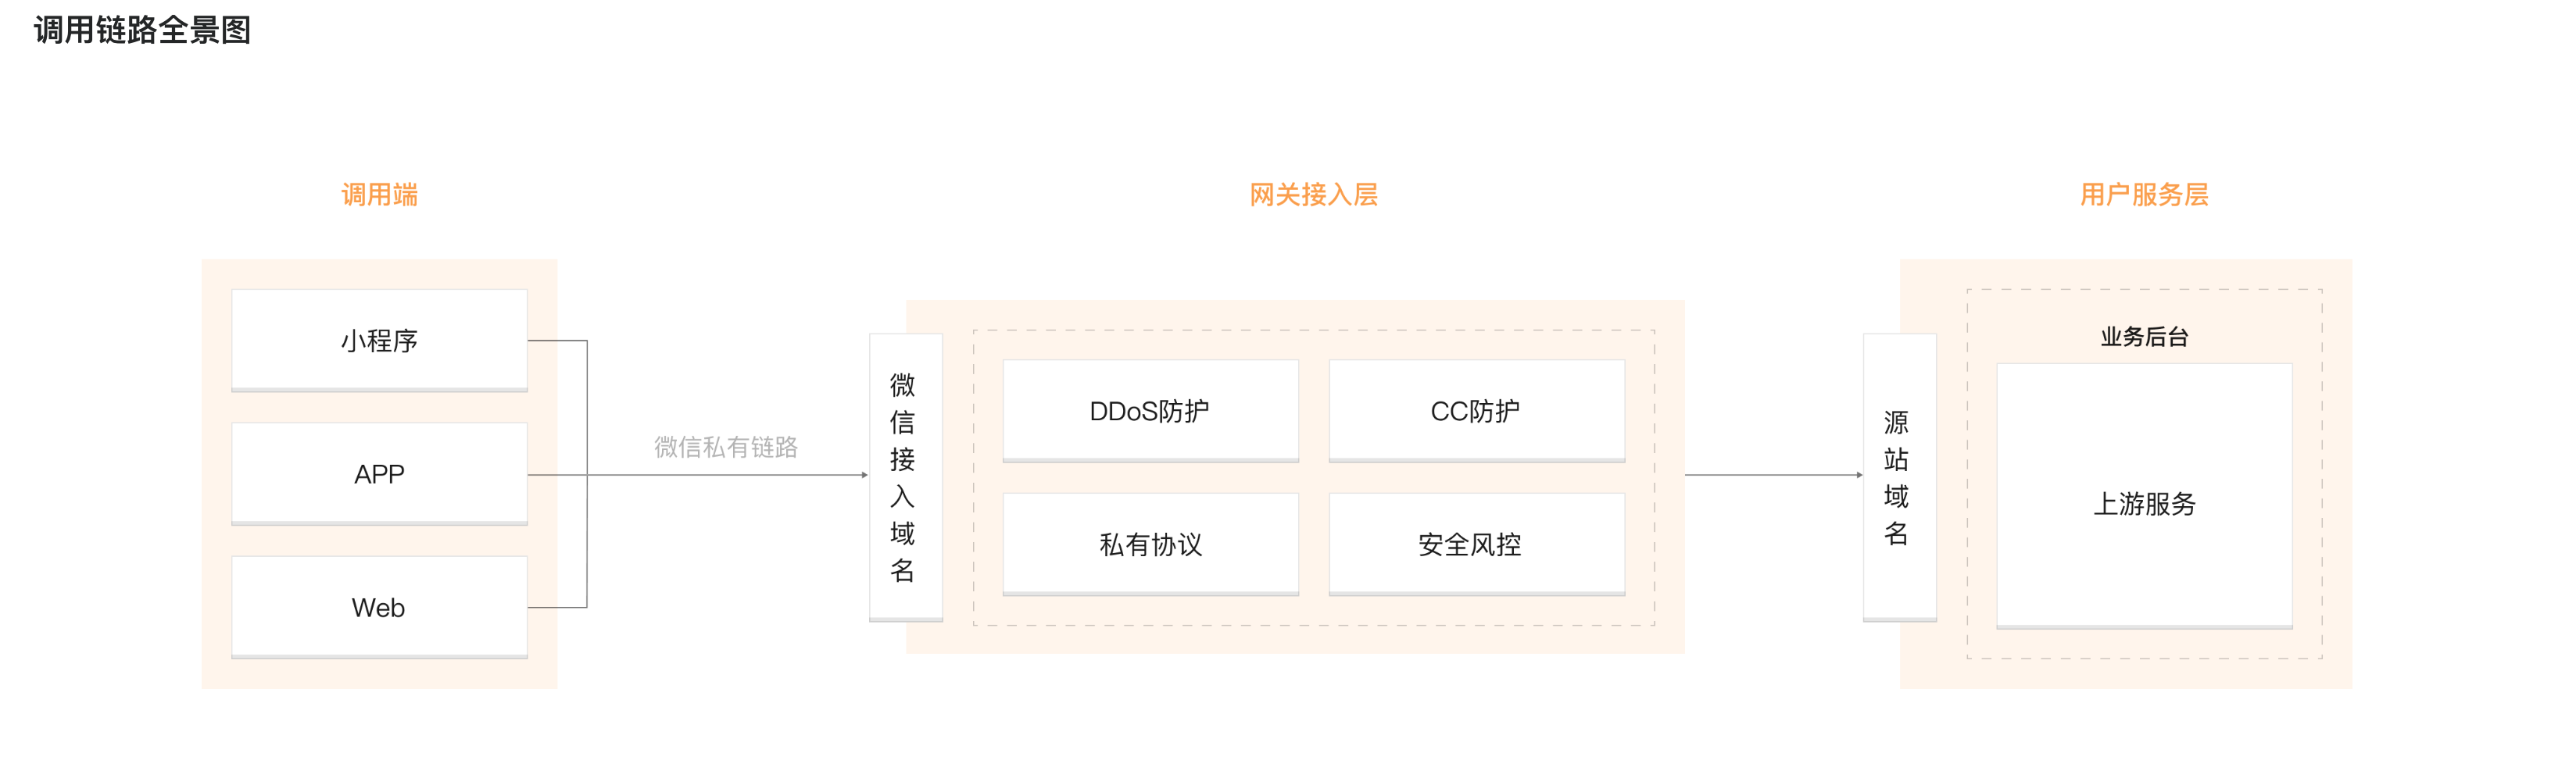 调用链路全景图
调用端
网关接入层
用户服务层
小程序
APP
Web
微信私有链路
微信接入域名
DDoS防护
CC防护
私有协议
安全风控
源站域名
业务后台
上游服务